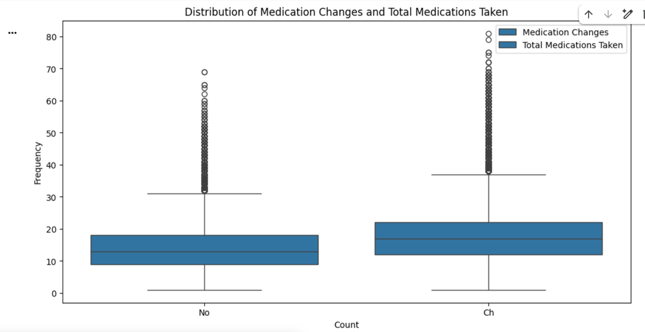 Distribution of Medication Changes and Total Medications Taken
Medication Changes
Total Medications Taken
80
70
60
50
40
30
20
10
0
Frequency
No
Ch
Count